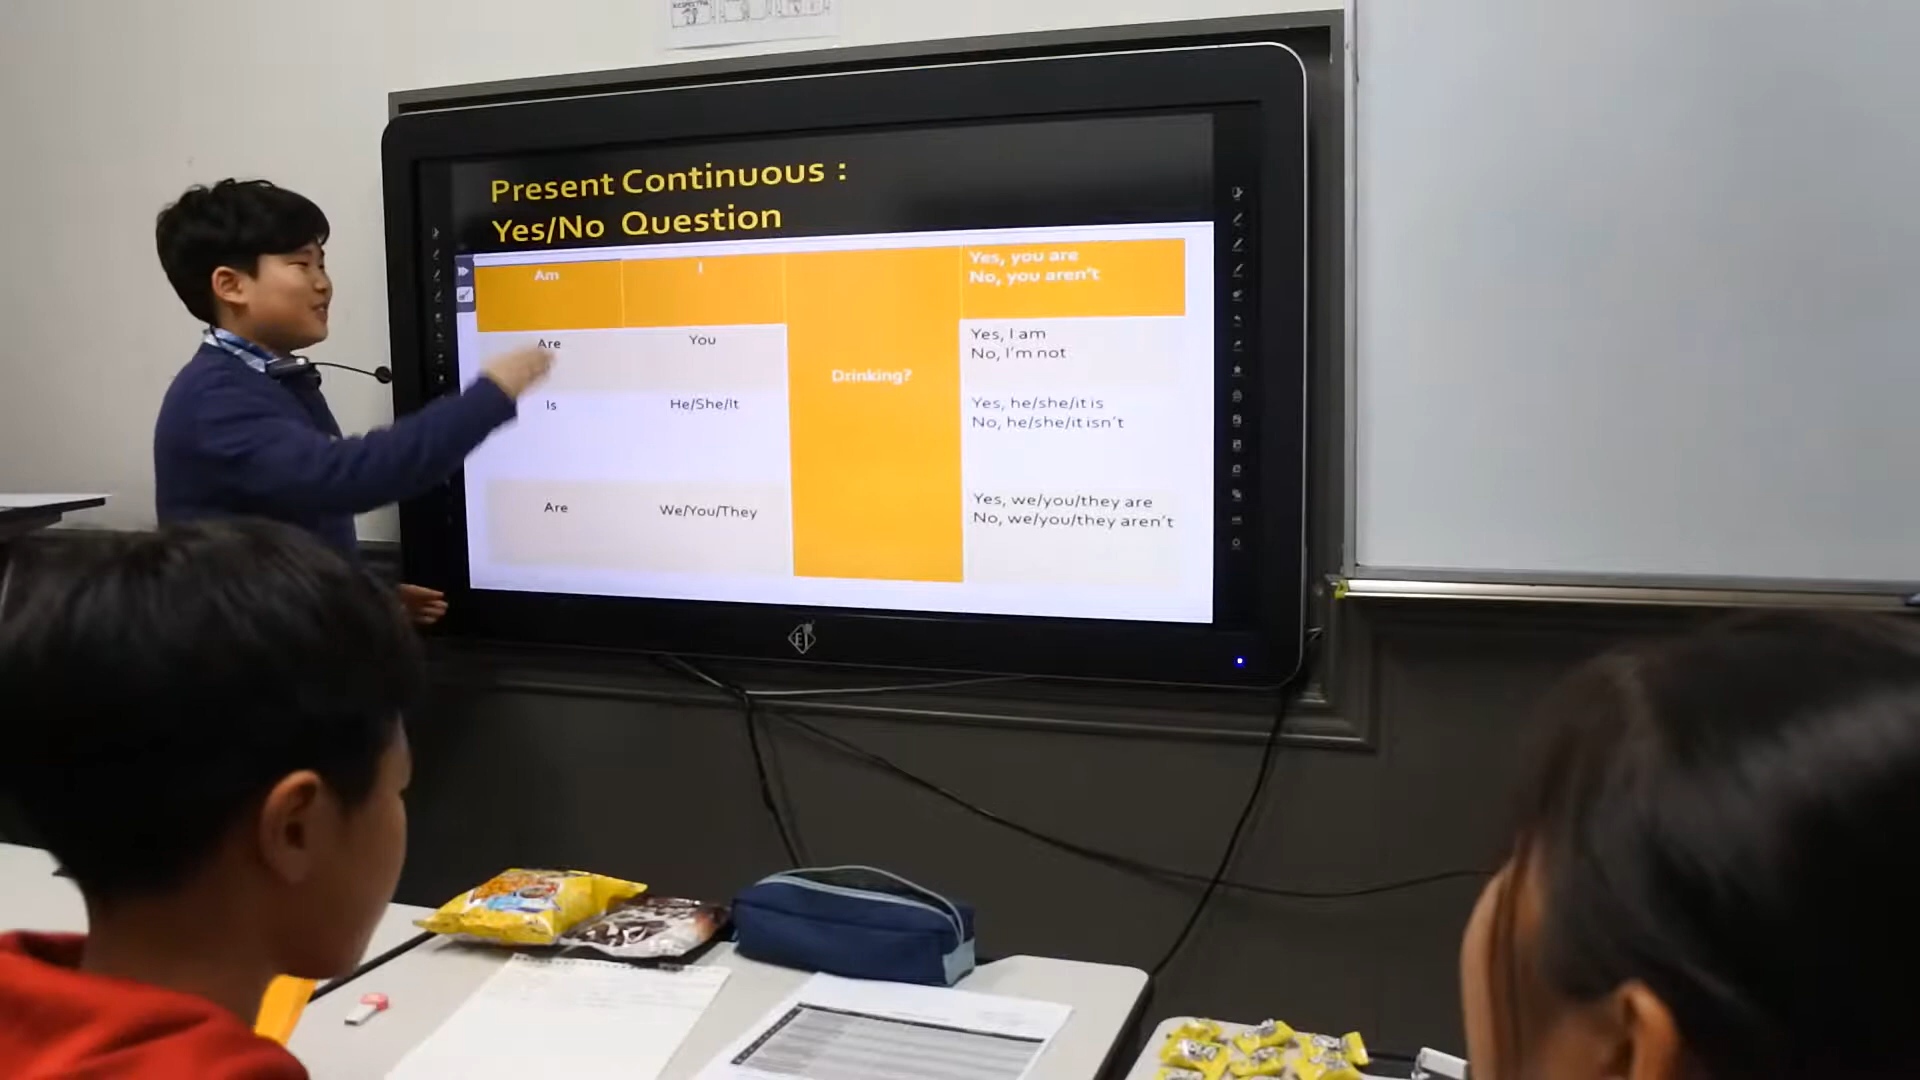 Present Continuous :
Yes/No Question
Am
I
Yes, you are
No, you aren't
Are
You
Drinking?
Yes, I am
No, I'm not
Is
He/She/It
Yes, he/she/it is
No, he/she/it isn't
Are
We/You/They
Yes, we/you/they are
No, we/you/they aren't